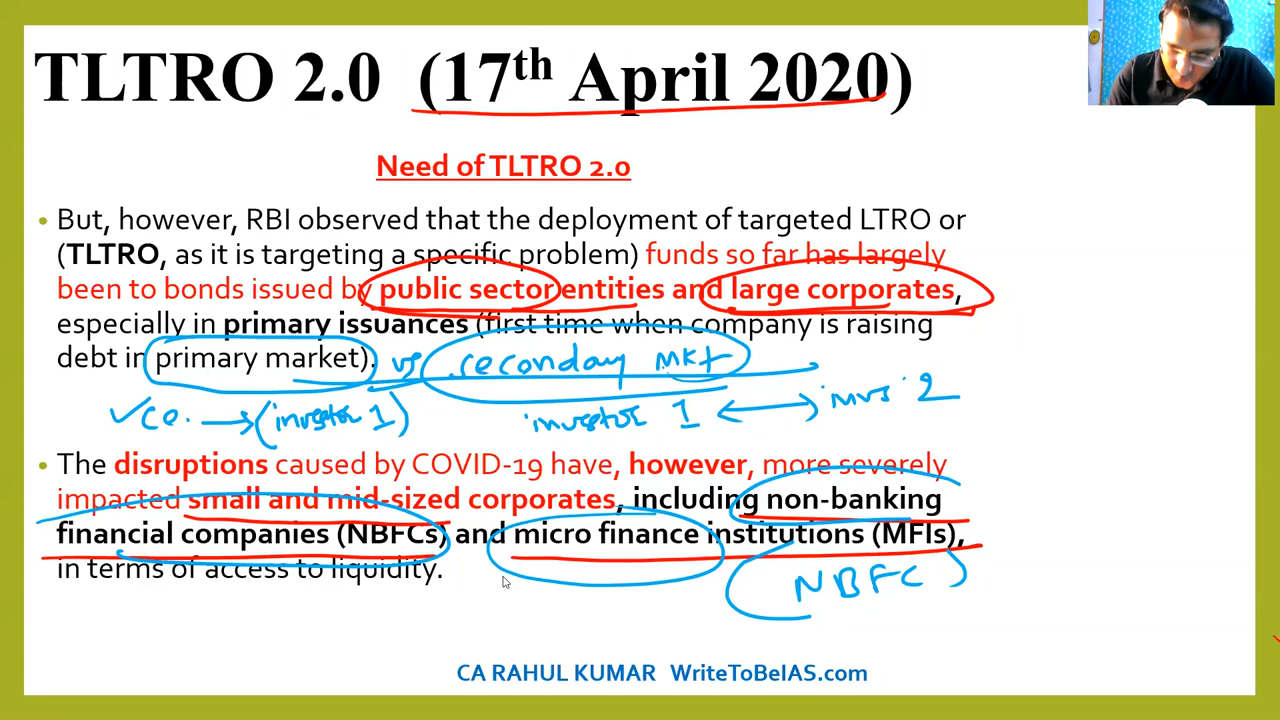 TLTRO 2.0 (17th April 2020)
Need of TLTRO 2.0
• But, however, RBI observed that the deployment of targeted LTRO or
(TLTRO, as it is targeting a specific problem) funds so far has largely
been to bonds issued by public sector entities and large corporates,
especially in primary issuances (first time when company is raising
debt in primary market). vs secondary mkt
✓ co. → (investor 1) investor 1 ↔ inv 2
• The disruptions caused by COVID-19 have, however, more severely
impacted small and mid-sized corporates, including non-banking
financial companies (NBFCs) and micro finance institutions (MFIs),
in terms of access to liquidity.
(NBFC)
CA RAHUL KUMAR WriteToBeIAS.com